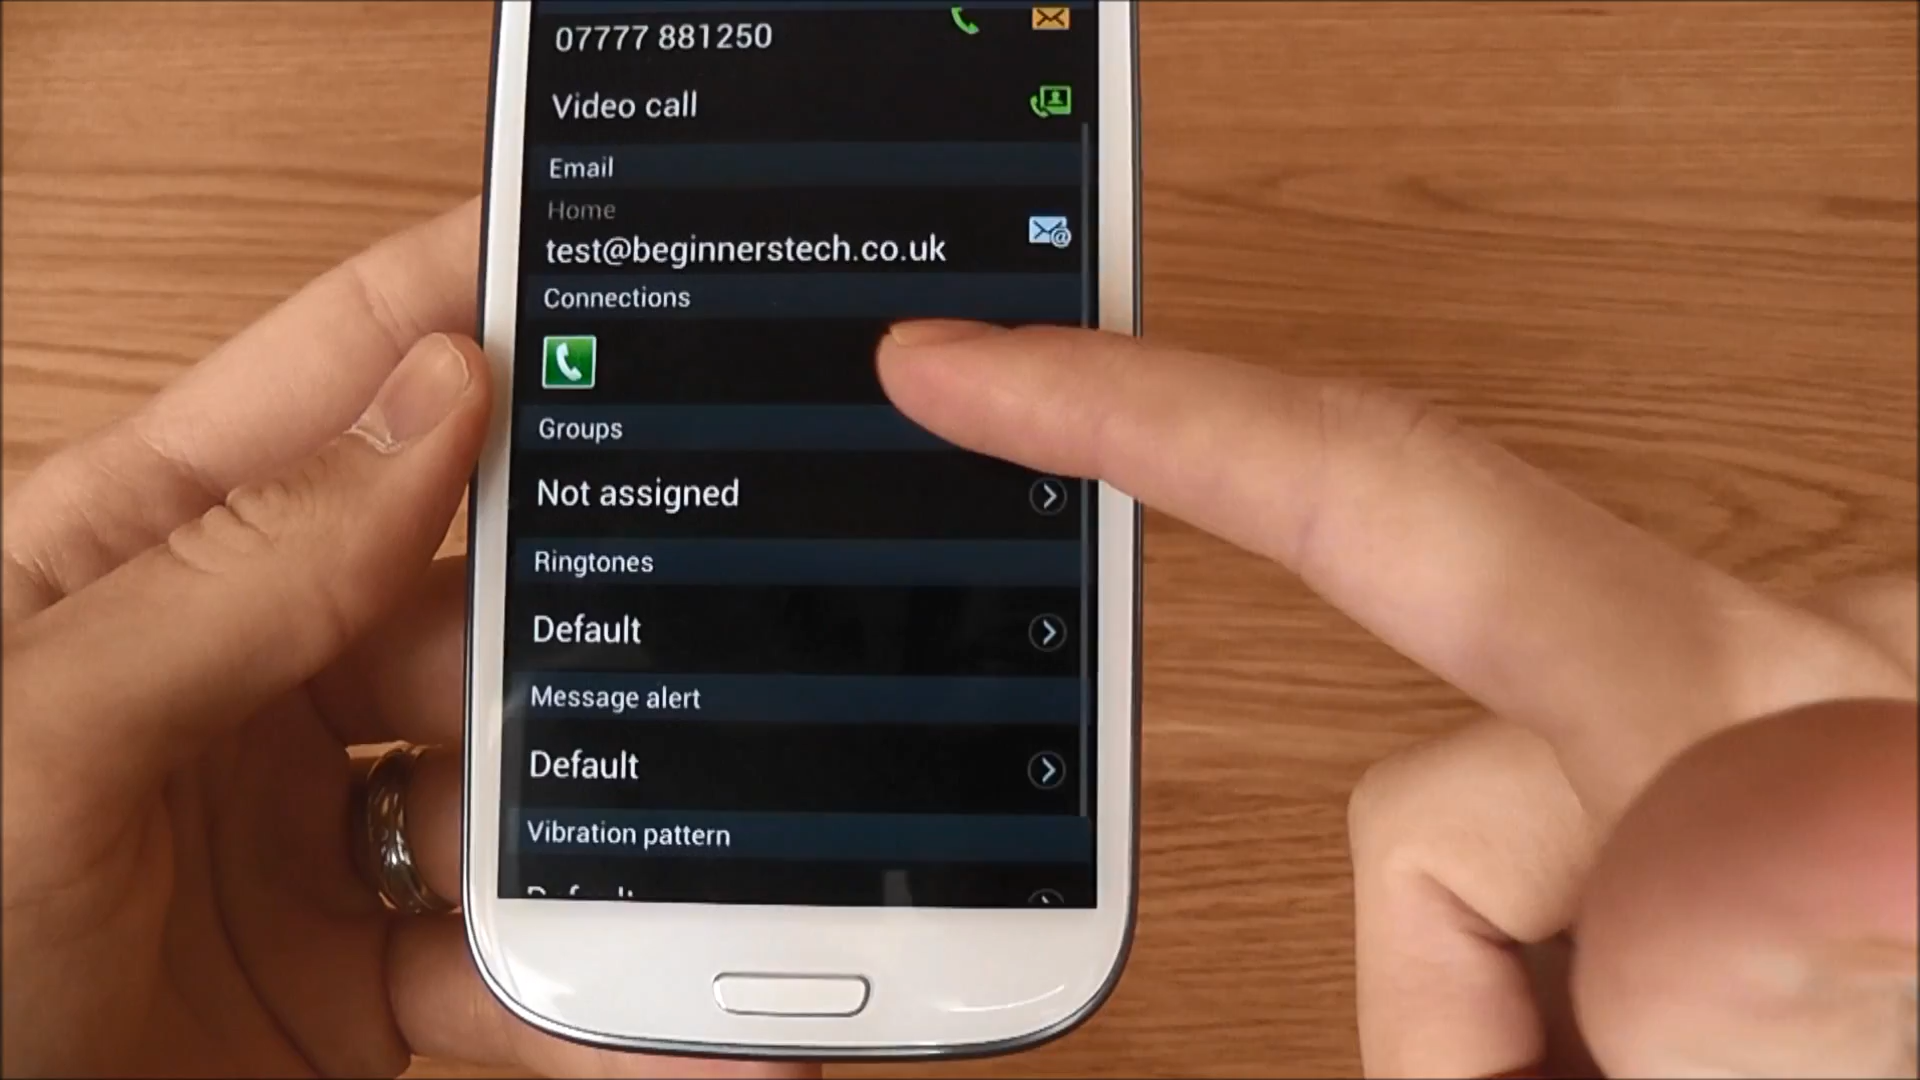 07777 881250
Video call
Email
Home
test@beginnerstech.co.uk
Connections
Groups
Not assigned
Ringtones
Default
Message alert
Default
Vibration pattern